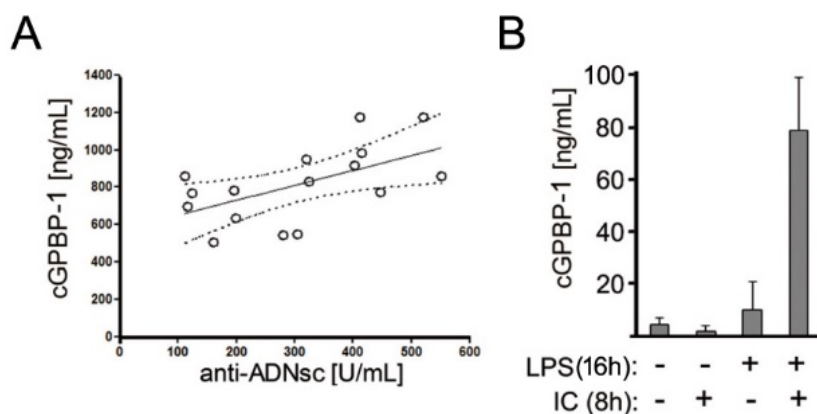 A
cGPBP-1 [ng/mL]
1400
1200
1000
800
600
400
200
0
0 100 200 300 400 500 600
anti-ADNsc [U/mL]
B
cGPBP-1 [ng/mL]
100
80
60
40
20
LPS(16h): - - + +
IC (8h): - + - +